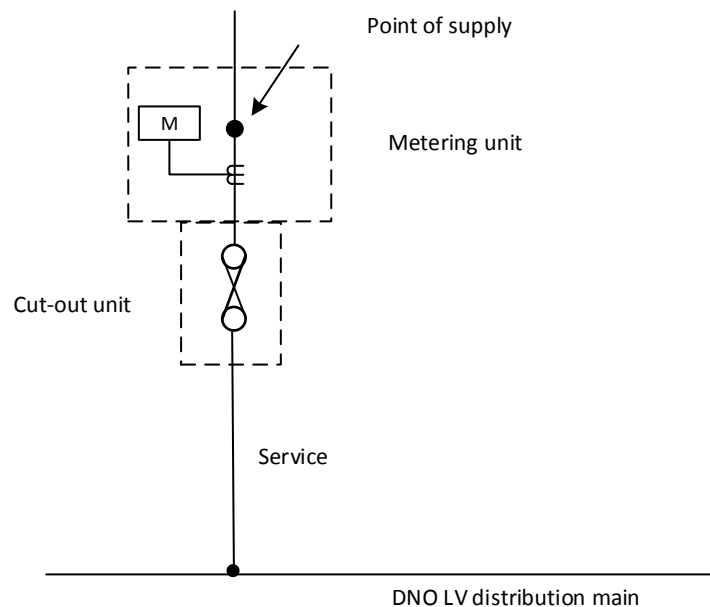 Point of supply
M
Metering unit
Cut-out unit
Service
DNO LV distribution main